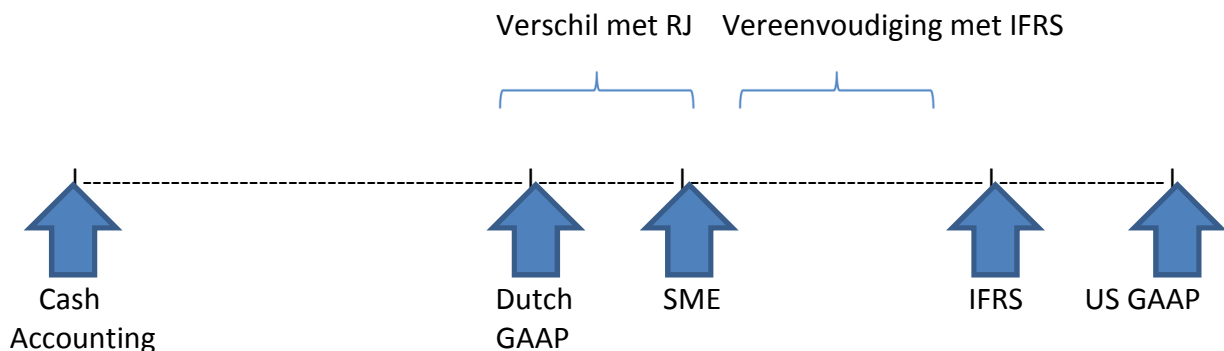 Verschil met RJ Vereenvoudiging met IFRS
Cash Dutch SME IFRS US GAAP
Accounting GAAP